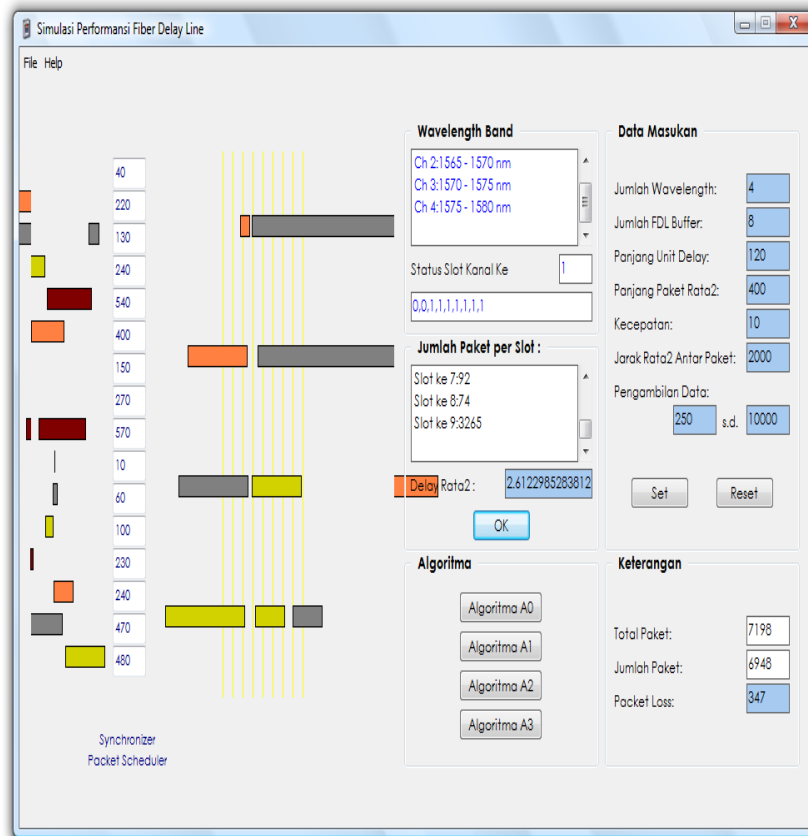 Simulasi Performansi Fiber Delay Line
File Help
40
220
130
240
540
400
150
270
570
10
60
100
230
240
470
480
Synchronizer
Packet Scheduler
Wavelength Band
Ch 2:1565 - 1570 nm
Ch 3:1570 - 1575 nm
Ch 4:1575 - 1580 nm
Status Slot Kanal Ke
1
0,0,1,1,1,1,1,1,1
Jumlah Paket per Slot :
Slot ke 7:92
Slot ke 8:74
Slot ke 9:3265
Delay Rata2 : 2.6122985283812
OK
Algoritma
Algoritma A0
Algoritma A1
Algoritma A2
Algoritma A3
Data Masukan
Jumlah Wavelength: 4
Jumlah FDL Buffer: 8
Panjang Unit Delay: 120
Panjang Paket Rata2: 400
Kecepatan: 10
Jarak Rata2 Antar Paket: 2000
Pengambilan Data:
250 s.d. 10000
Set Reset
Keterangan
Total Paket: 7198
Jumlah Paket: 6948
Packet Loss: 347